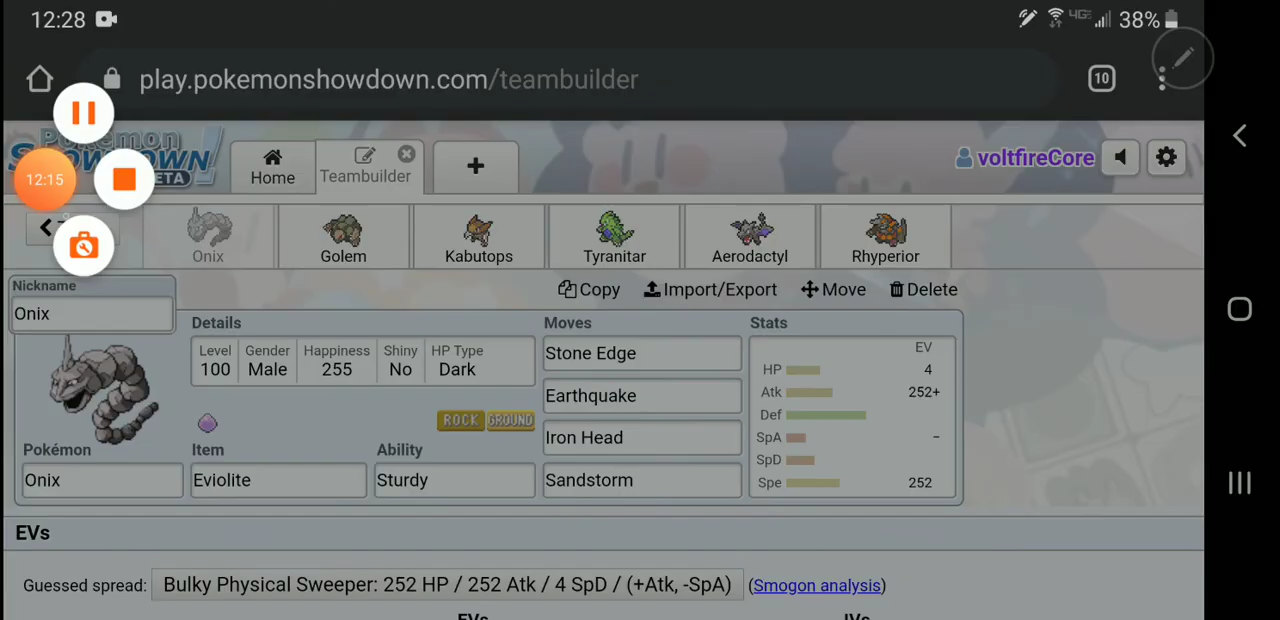 12:28
4GE 38%
play.pokemonshowdown.com/teambuilder
10
Pokémon
SHOWDOWN!
BETA
Home
Teambuilder
+
voltfireCore
12:15
Onix
Golem
Kabutops
Tyranitar
Aerodactyl
Rhyperior
Copy Import/Export Move Delete
Nickname
Onix
Details
Level Gender Happiness Shiny HP Type
100 Male 255 No Dark
ROCK GROUND
Pokémon
Onix
Item
Eviolite
Ability
Sturdy
Moves
Stone Edge
Earthquake
Iron Head
Sandstorm
Stats
EV
HP 4
Atk 252+
Def
SpA −
SpD
Spe 252
EVs
Guessed spread: Bulky Physical Sweeper: 252 HP / 252 Atk / 4 SpD / (+Atk, -SpA) (Smogon analysis)
EVs IVs